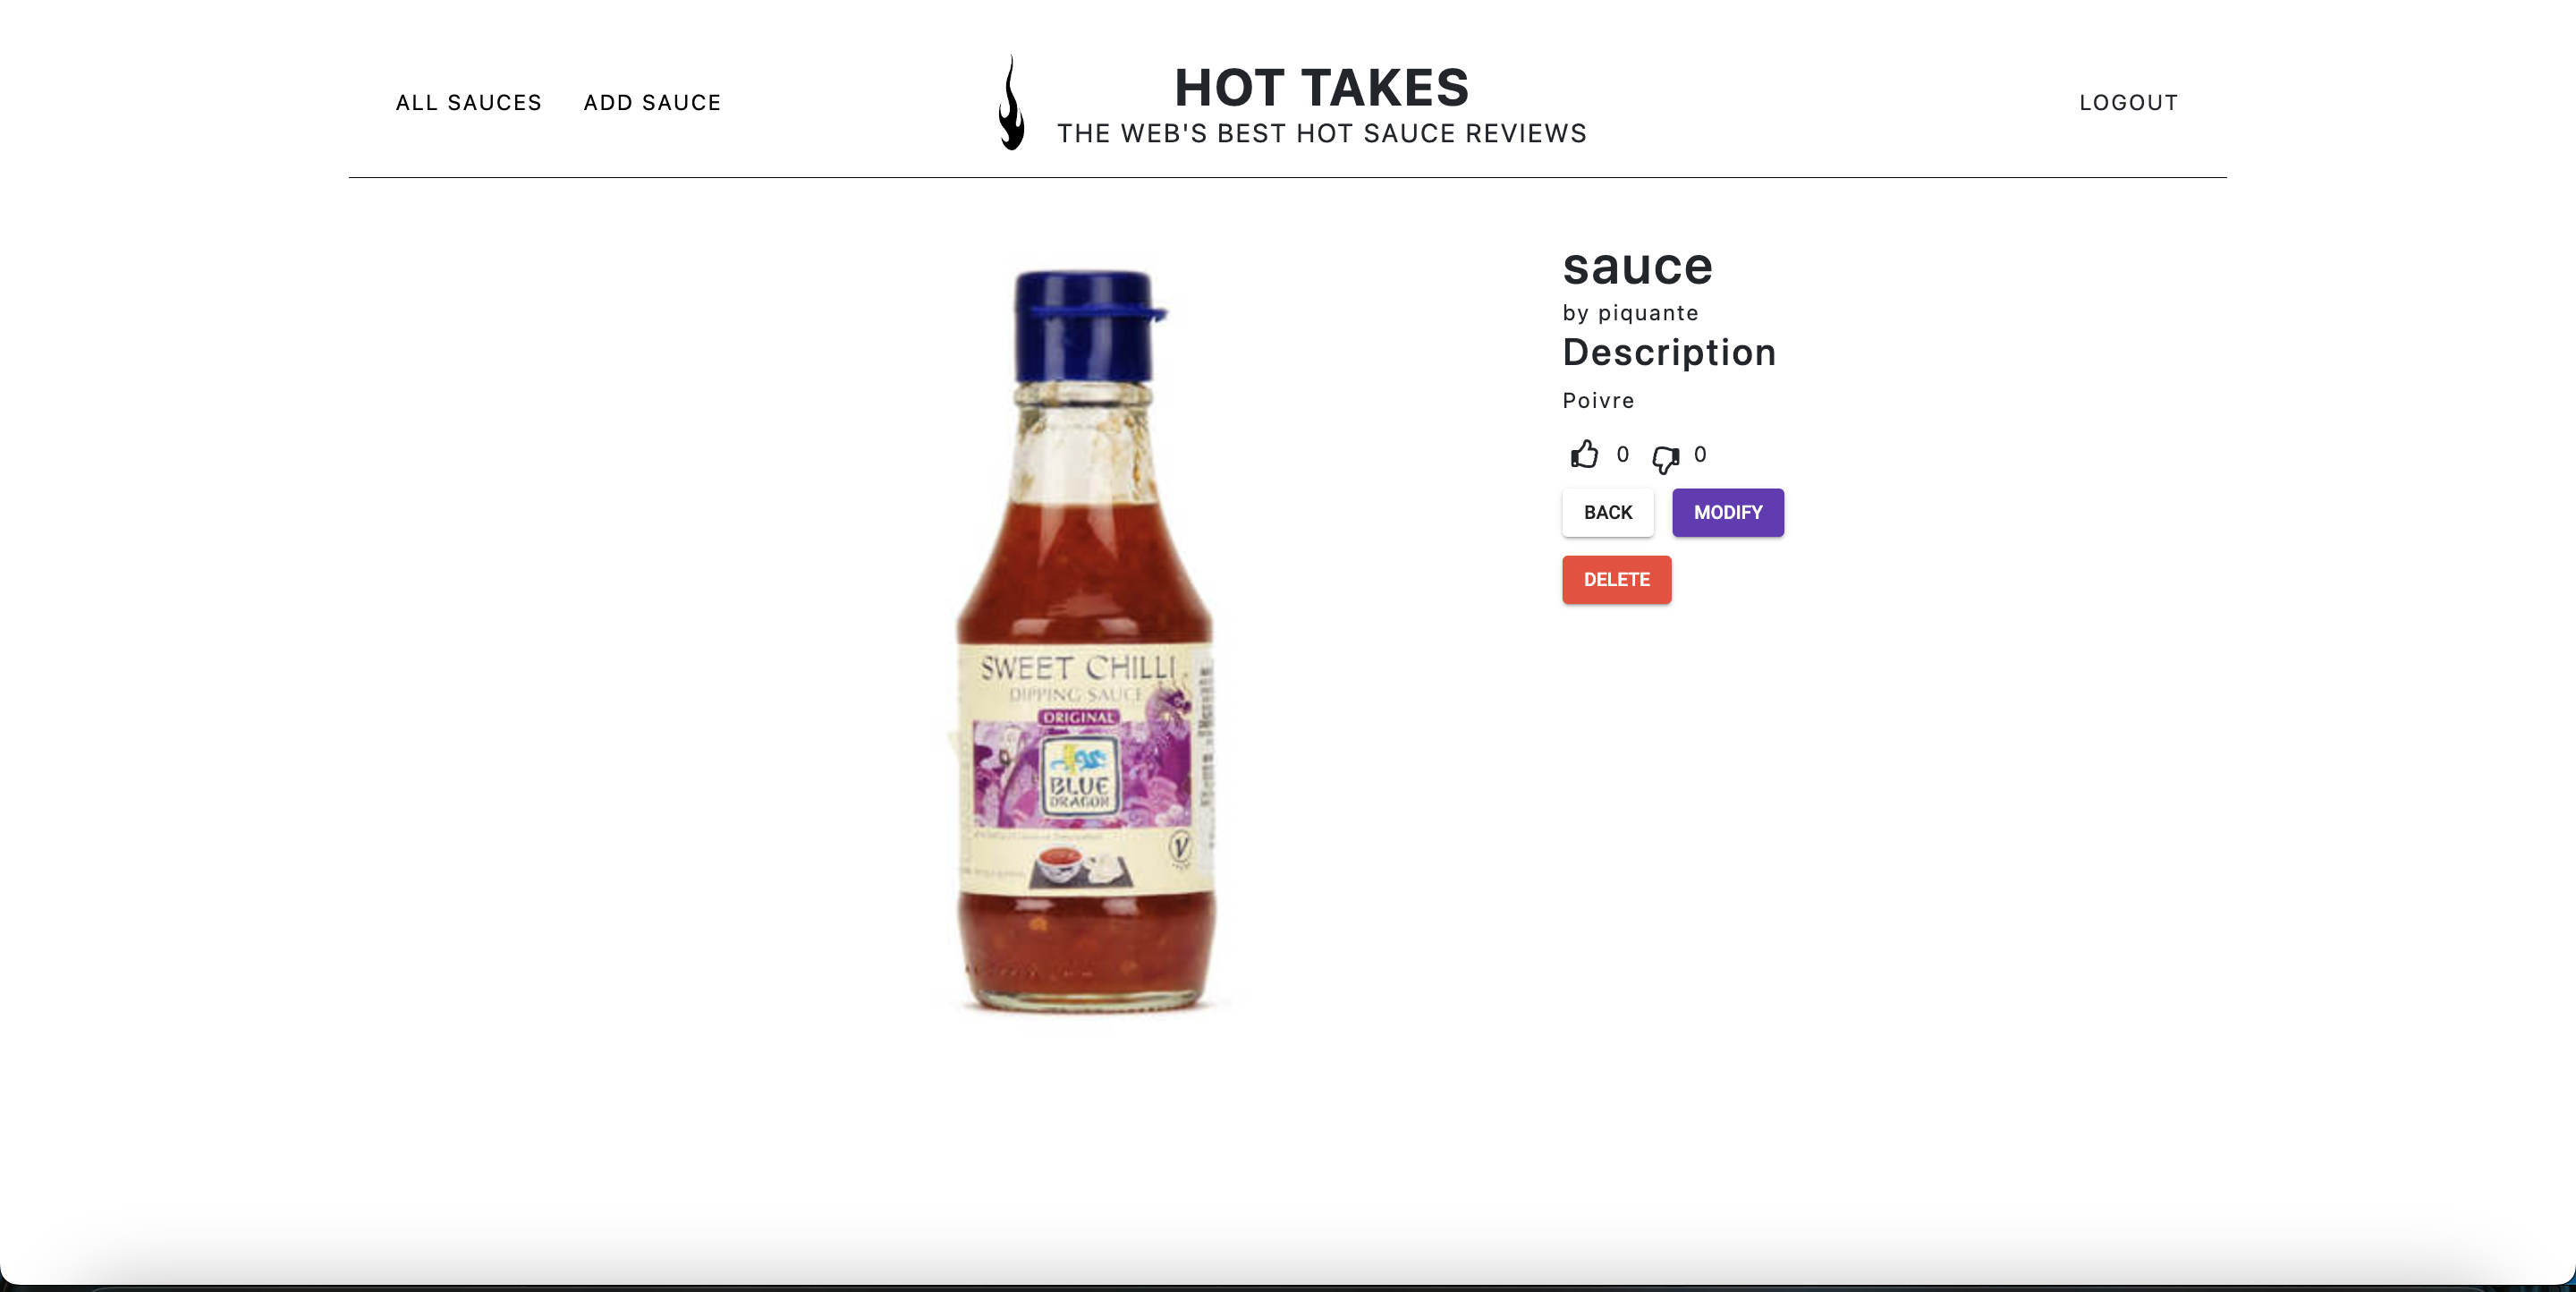 ALL SAUCES
ADD SAUCE
HOT TAKES
THE WEB'S BEST HOT SAUCE REVIEWS
LOGOUT
sauce
by piquante
Description
Poivre
0 0
BACK
MODIFY
DELETE
SWEET CHILLI
DIPPING SAUCE
ORIGINAL
BLUE
DRAGON
V